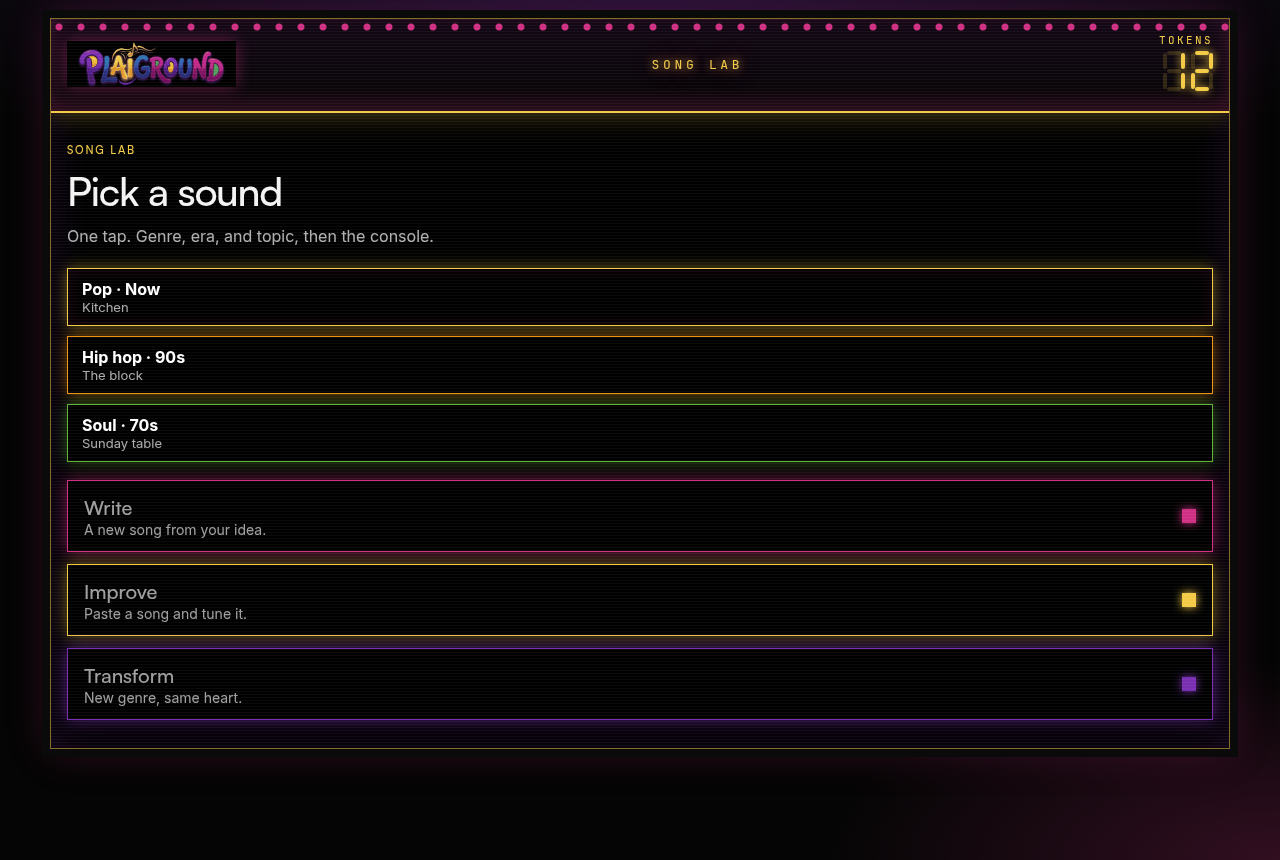 PLAIGROUND
SONG LAB
TOKENS
12
SONG LAB
Pick a sound
One tap. Genre, era, and topic, then the console.
Pop · Now
Kitchen
Hip hop · 90s
The block
Soul · 70s
Sunday table
Write
A new song from your idea.
Improve
Paste a song and tune it.
Transform
New genre, same heart.